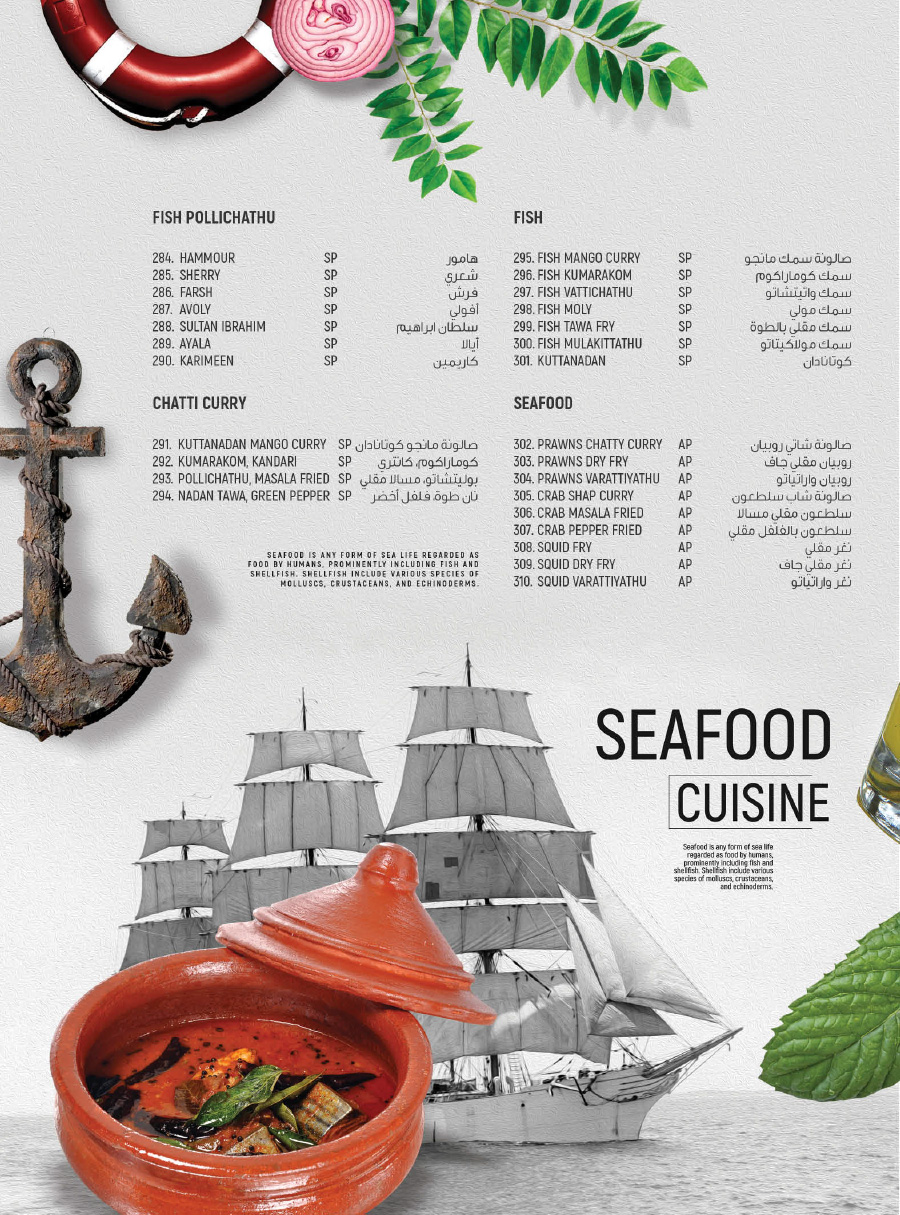 FISH POLLICHATHU
284. HAMMOUR SP هامور
285. SHERRY SP شعري
286. FARSH SP فرش
287. AVOLY SP أفولي
288. SULTAN IBRAHIM SP سلطان ابراهيم
289. AYALA SP أيالا
290. KARIMEEN SP كاريمين
CHATTI CURRY
291. KUTTANADAN MANGO CURRY SP صالونة مانجو كوتانادان
292. KUMARAKOM, KANDARI SP كوماراكوم، كانتري
293. POLLICHATHU, MASALA FRIED SP بوليتشاتو، مسالا مقلي
294. NADAN TAWA, GREEN PEPPER SP نان طوة، فلفل أخضر
SEAFOOD IS ANY FORM OF SEA LIFE REGARDED AS
FOOD BY HUMANS, PROMINENTLY INCLUDING FISH AND
SHELLFISH. SHELLFISH INCLUDE VARIOUS SPECIES OF
MOLLUSCS, CRUSTACEANS, AND ECHINODERMS.
FISH
295. FISH MANGO CURRY SP صالونة سمك مانجو
296. FISH KUMARAKOM SP سمك كوماراكوم
297. FISH VATTICHATHU SP سمك واتيتشاتو
298. FISH MOLY SP سمك مولي
299. FISH TAWA FRY SP سمك مقلي بالطوة
300. FISH MULAKITTATHU SP سمك مولاكيتاتو
301. KUTTANADAN SP كوتانادان
SEAFOOD
302. PRAWNS CHATTY CURRY AP صالونة شاتي روبيان
303. PRAWNS DRY FRY AP روبيان مقلي جاف
304. PRAWNS VARATTIYATHU AP روبيان واراتياتو
305. CRAB SHAP CURRY AP صالونة شاب سلطعون
306. CRAB MASALA FRIED AP سلطعون مقلي مسالا
307. CRAB PEPPER FRIED AP سلطعون بالفلفل مقلي
308. SQUID FRY AP نغر مقلي
309. SQUID DRY FRY AP نغر مقلي جاف
310. SQUID VARATTIYATHU AP نغر واراتياتو
SEAFOOD
CUISINE
Seafood is any form of sea life
regarded as food by humans,
prominently including fish and
shellfish. Shellfish include various
species of molluscs, crustaceans,
and echinoderms.